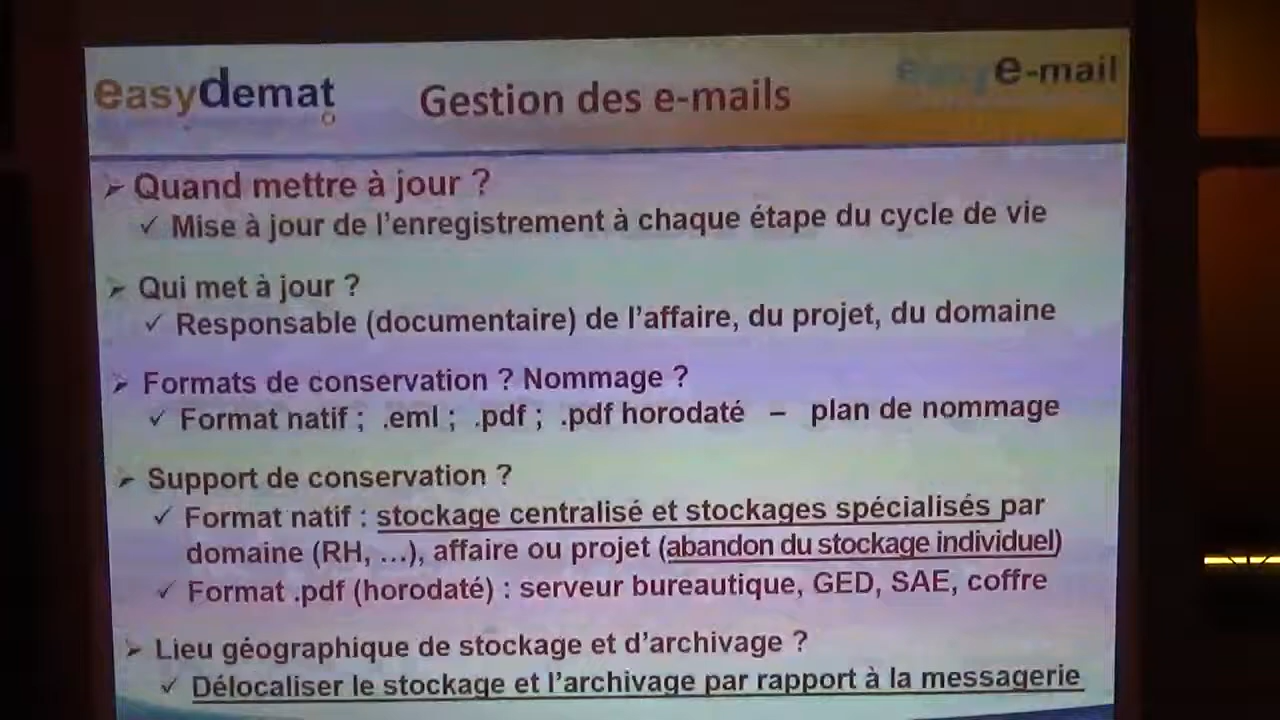 easydemat
Gestion des e-mails
easy e-mail
➢ Quand mettre à jour ?
✓ Mise à jour de l'enregistrement à chaque étape du cycle de vie
➢ Qui met à jour ?
✓ Responsable (documentaire) de l'affaire, du projet, du domaine
➢ Formats de conservation ? Nommage ?
✓ Format natif ; .eml ; .pdf ; .pdf horodaté – plan de nommage
➢ Support de conservation ?
✓ Format natif : stockage centralisé et stockages spécialisés par
domaine (RH, …), affaire ou projet (abandon du stockage individuel)
✓ Format .pdf (horodaté) : serveur bureautique, GED, SAE, coffre
➢ Lieu géographique de stockage et d'archivage ?
✓ Délocaliser le stockage et l'archivage par rapport à la messagerie